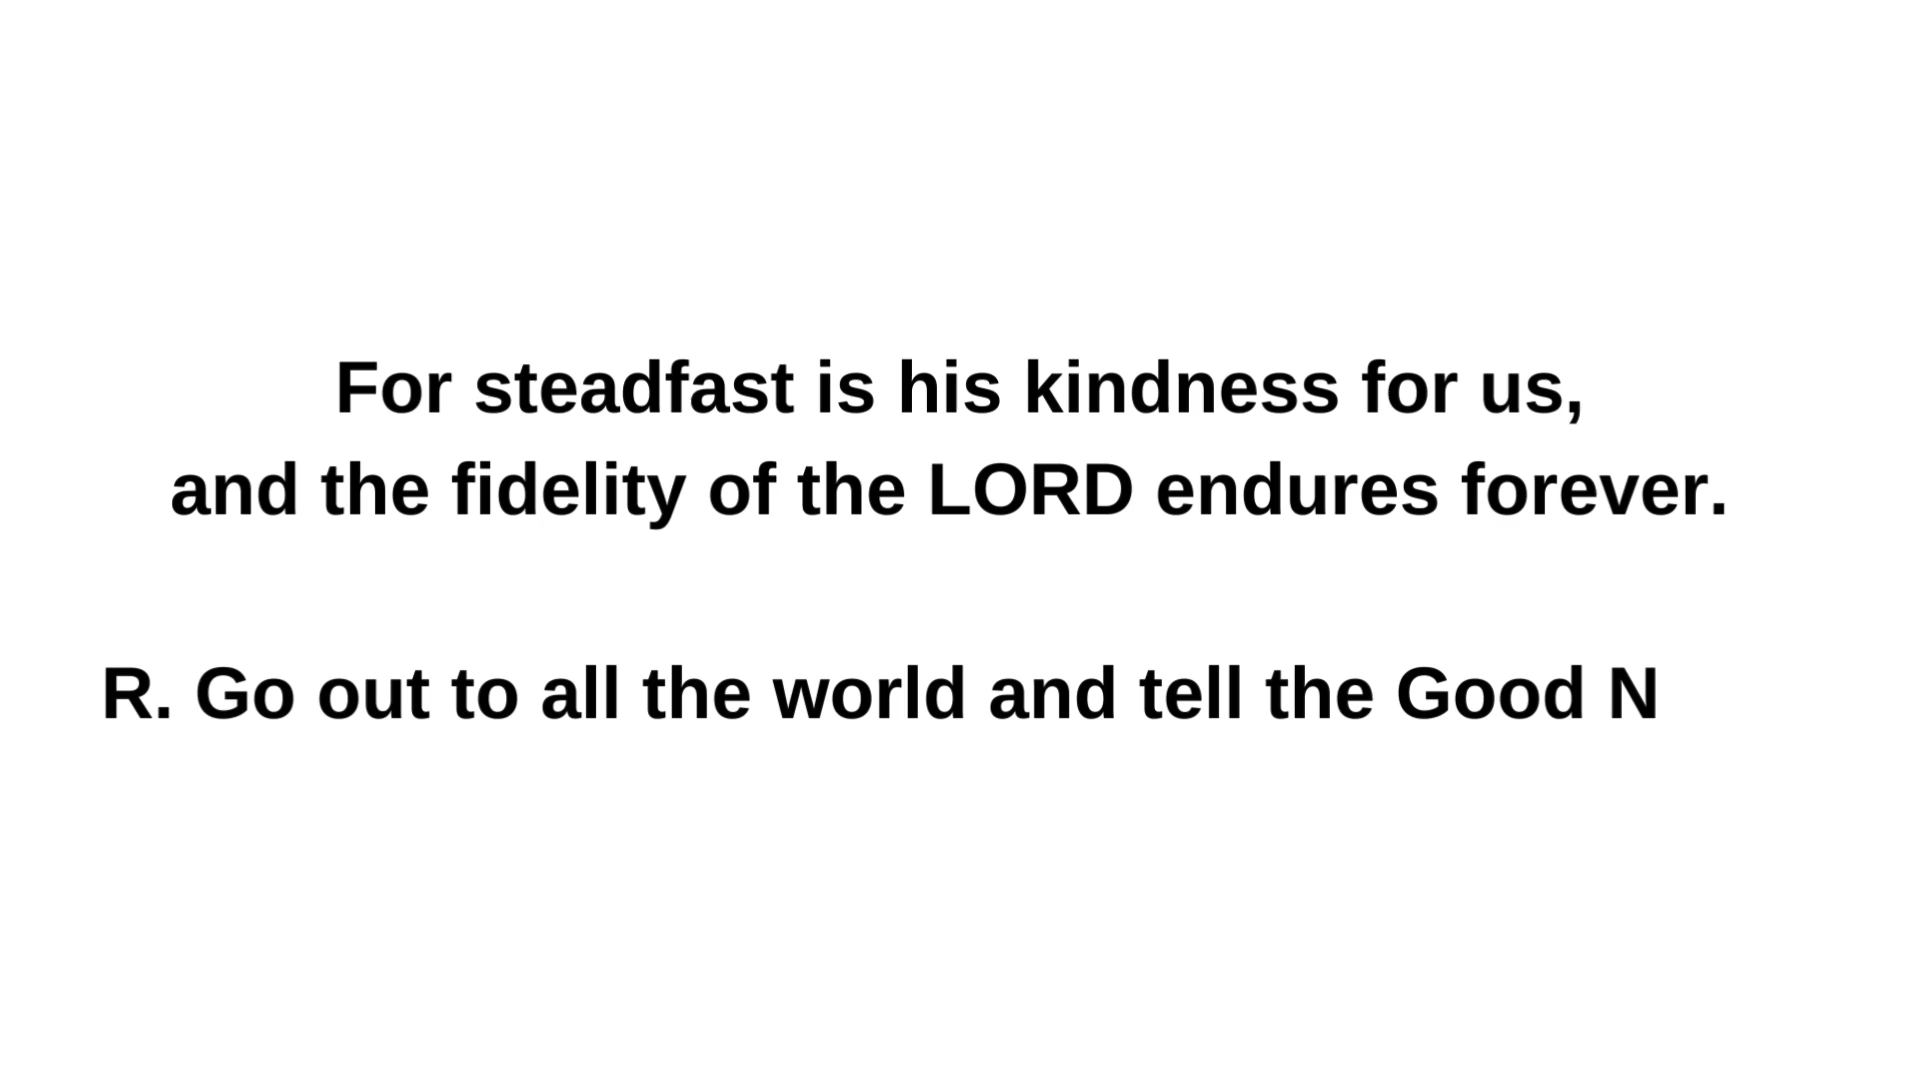 For steadfast is his kindness for us,
and the fidelity of the LORD endures forever.
R. Go out to all the world and tell the Good N